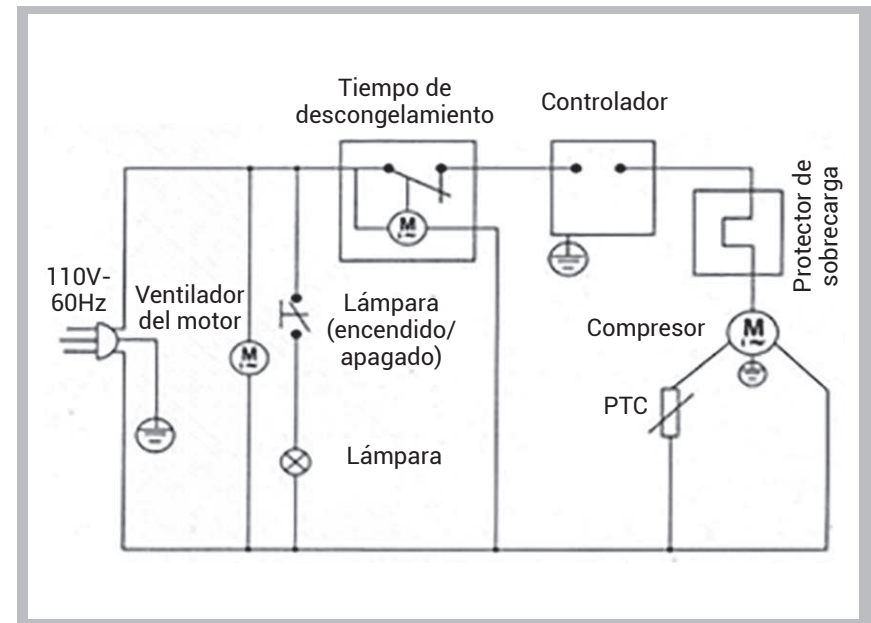 Tiempo de
descongelamiento
Controlador
Protector de
sobrecarga
110V-
60Hz
Ventilador
del motor
Lámpara
(encendido/
apagado)
Compresor
PTC
Lámpara
M
~
M
~
M
~